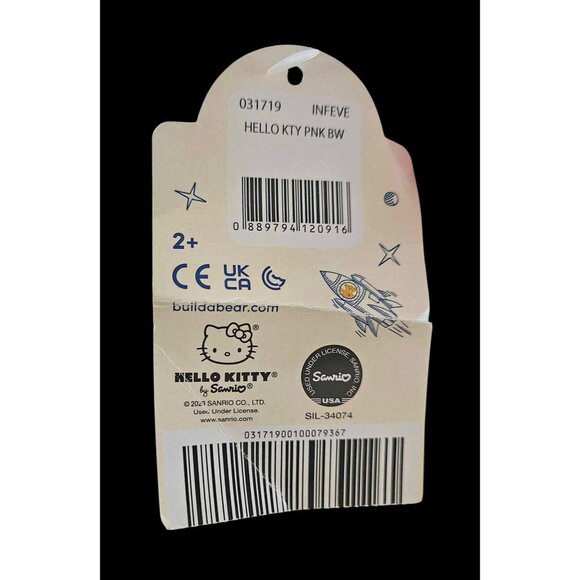 031719 INFEVE
HELLO KTY PNK BW
0 889794 120916
2+
CE UK CA
buildabear.com
HELLO KITTY®
by Sanrio®
© 2023 SANRIO CO., LTD.
Used Under License.
www.sanrio.com
USED UNDER LICENSE, SANRIO, INC.
Sanrio
USA
SIL-34074
03171900100079367